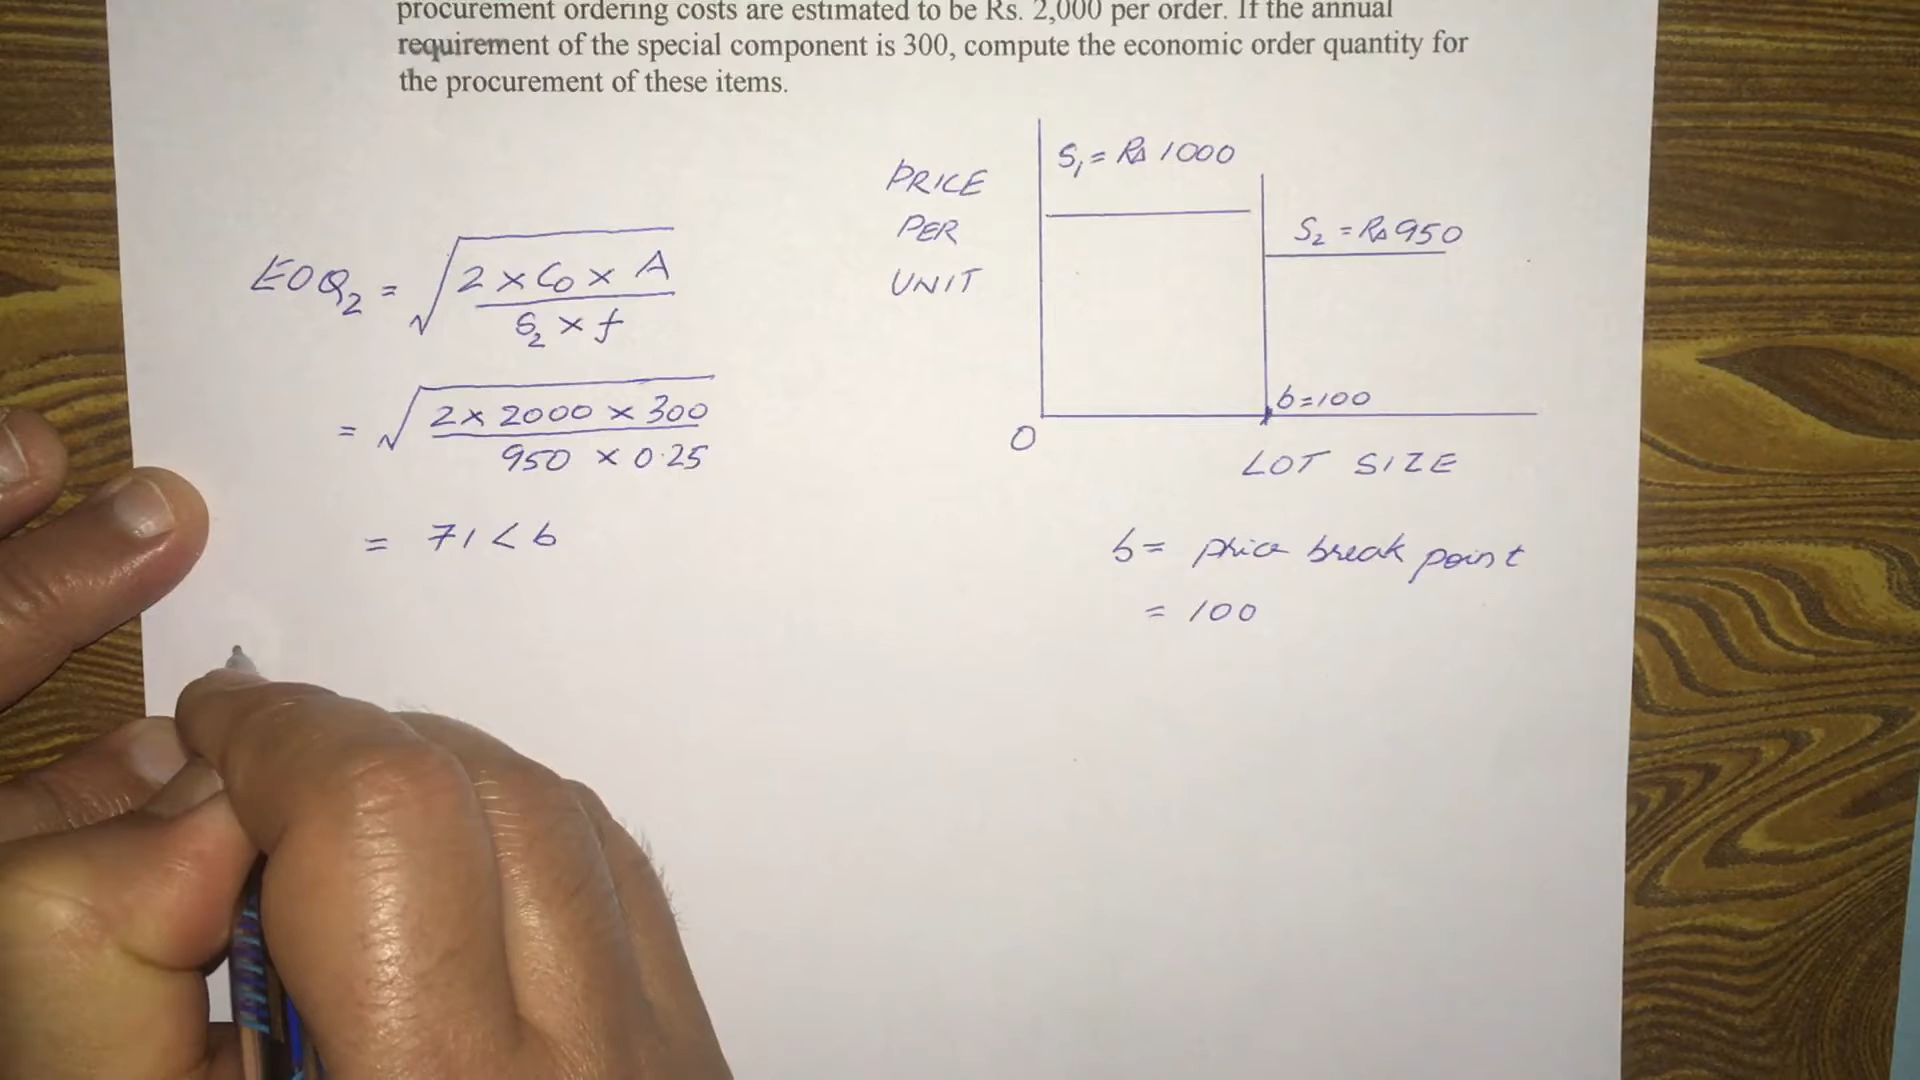 procurement ordering costs are estimated to be Rs. 2,000 per order. If the annual
requirement of the special component is 300, compute the economic order quantity for
the procurement of these items.
EOQ₂ = √(2 × Co × A / S₂ × f)
= √(2 × 2000 × 300 / 950 × 0.25)
= 71 < b
PRICE
PER
UNIT
S₁ = Rs 1000
S₂ = Rs 950
b=100
0
LOT SIZE
b = price break point
= 100